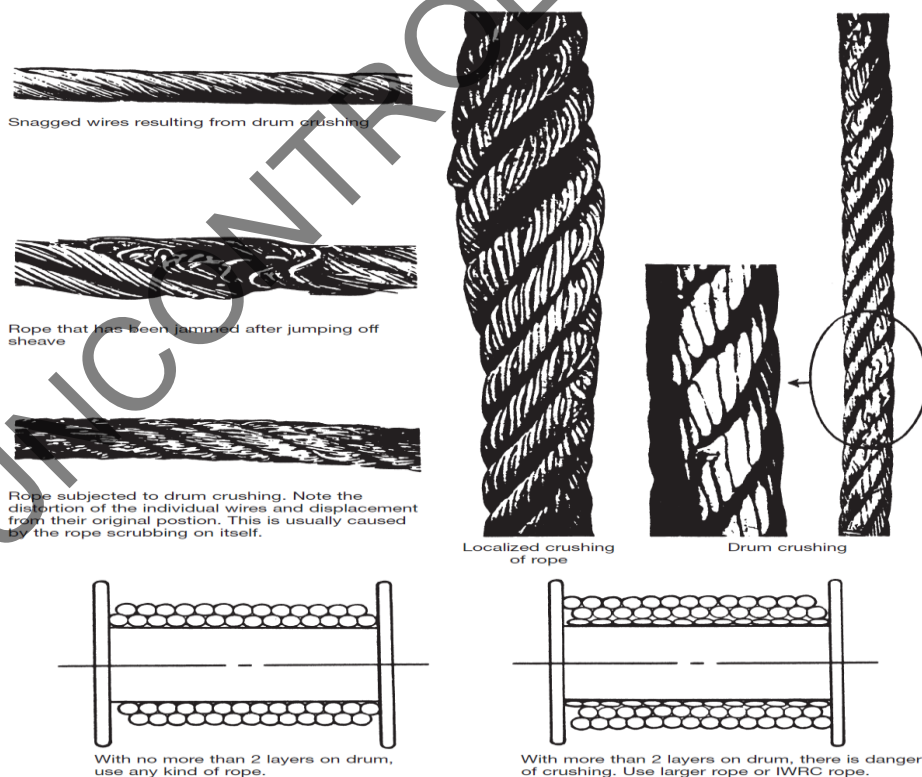 UNCONTROL
Snagged wires resulting from drum crushing
Rope that has been jammed after jumping off
sheave
Rope subjected to drum crushing. Note the
distortion of the individual wires and displacement
from their original postion. This is usually caused
by the rope scrubbing on itself.
Localized crushing
of rope
Drum crushing
With no more than 2 layers on drum,
use any kind of rope.
With more than 2 layers on drum, there is danger
of crushing. Use larger rope or IWRC rope.